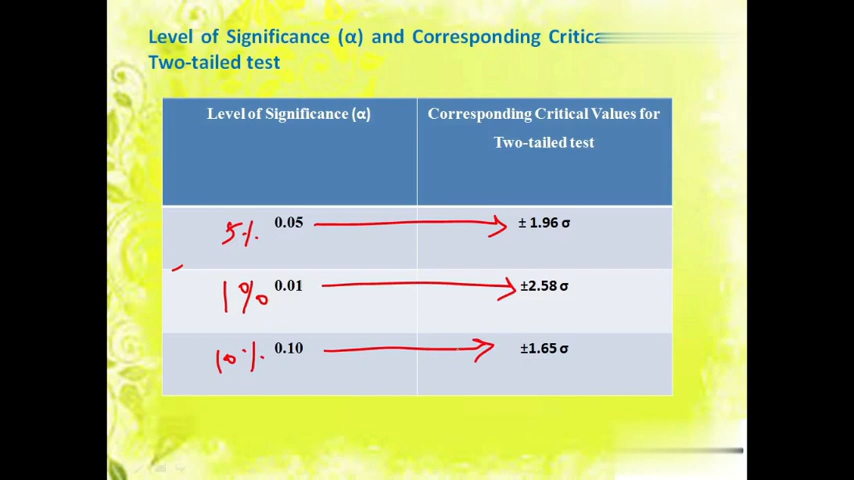 Level of Significance (α) and Corresponding Critica
Two-tailed test
Level of Significance (α)
Corresponding Critical Values for
Two-tailed test
5% 0.05 ± 1.96 σ
1% 0.01 ±2.58 σ
10% 0.10 ±1.65 σ